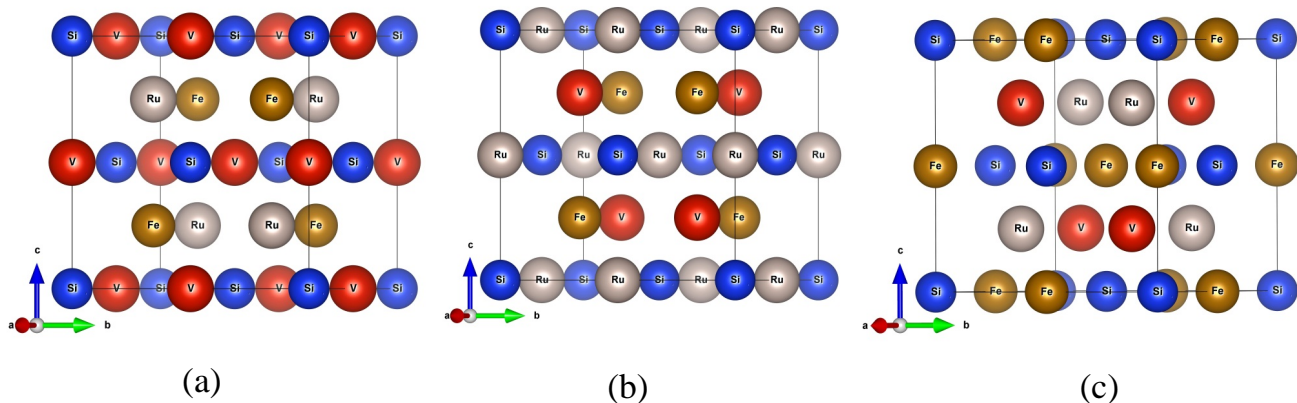 Si V Si V Si V Si V Si
Ru Fe Fe Ru
V Si V Si V Si V Si V
Fe Ru Ru Fe
Si V Si V Si V Si V Si
c
a b
(a)
Si Ru Si Ru Si Ru Si Ru Si
V Fe Fe V
Ru Si Ru Si Ru Si Ru Si Ru
Fe V V Fe
Si Ru Si Ru Si Ru Si Ru Si
c
a b
(b)
Si Fe Fe Si Si Fe Si
V Ru Ru V
Fe Si Si Fe Fe Si Fe
Ru V V Ru
Si Fe Fe Si Si Fe Si
c
a b
(c)